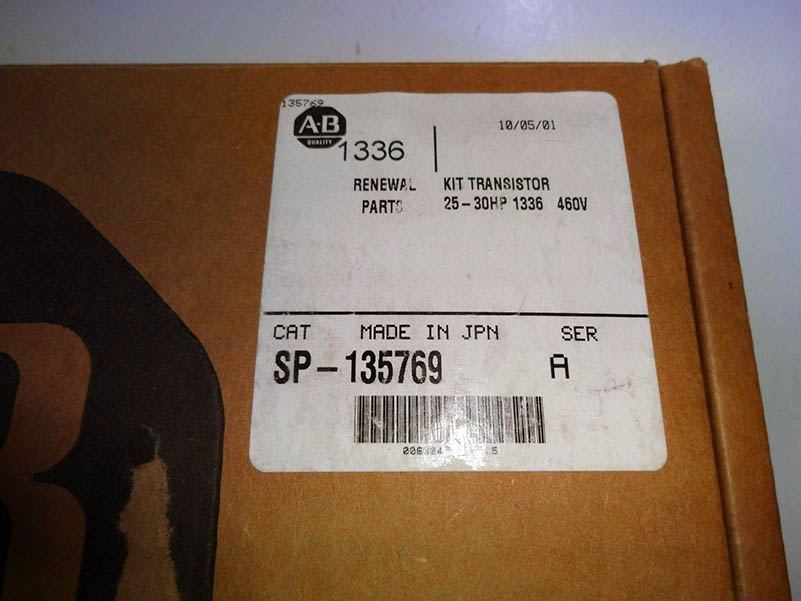 135769
A-B
QUALITY
1336
10/05/01
RENEWAL KIT TRANSISTOR
PARTS 25-30HP 1336 460V
CAT MADE IN JPN SER
SP-135769 A